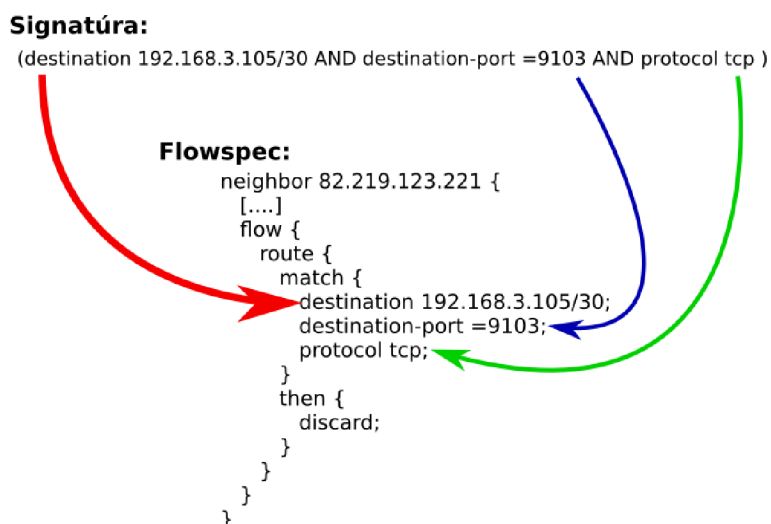 Signatúra:
(destination 192.168.3.105/30 AND destination-port =9103 AND protocol tcp )
Flowspec:
neighbor 82.219.123.221 {
[....]
flow {
route {
match {
destination 192.168.3.105/30;
destination-port =9103;
protocol tcp;
}
then {
discard;
}
}
}
}